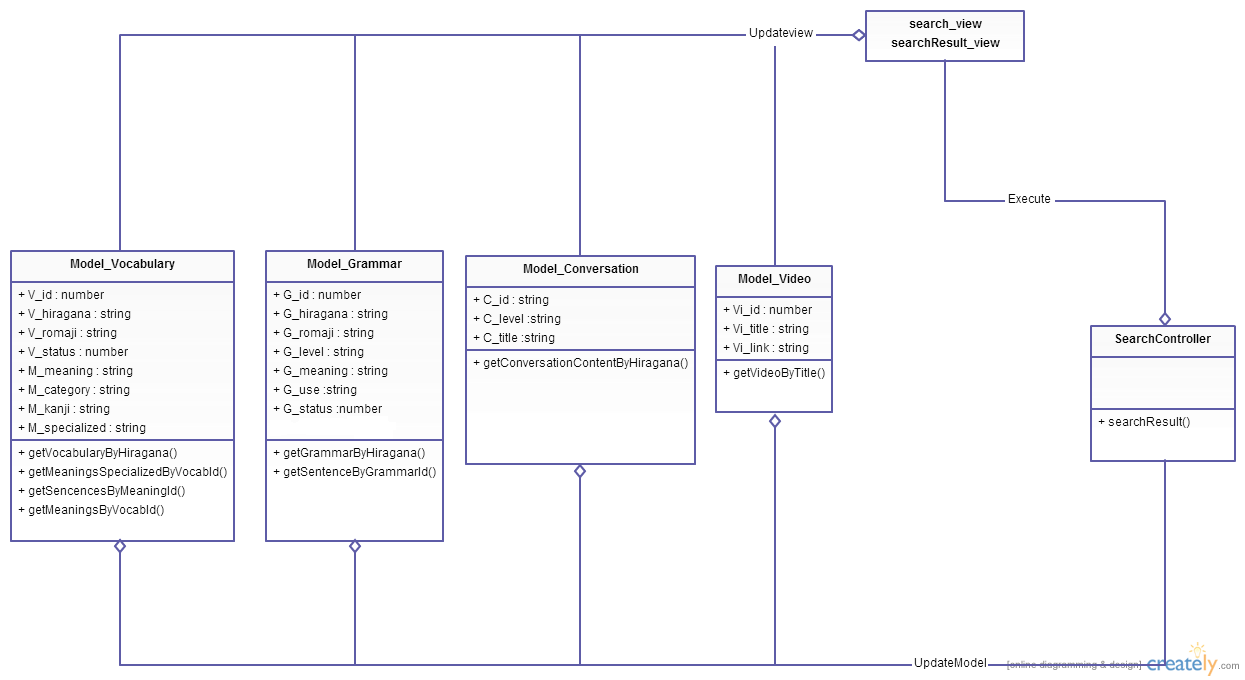 search_view
searchResult_view
Updateview
Execute
Model_Vocabulary
+ V_id : number
+ V_hiragana : string
+ V_romaji : string
+ V_status : number
+ M_meaning : string
+ M_category : string
+ M_kanji : string
+ M_specialized : string
+ getVocabularyByHiragana()
+ getMeaningsSpecializedByVocabId()
+ getSencencesByMeaningId()
+ getMeaningsByVocabId()
Model_Grammar
+ G_id : number
+ G_hiragana : string
+ G_romaji : string
+ G_level : string
+ G_meaning : string
+ G_use :string
+ G_status :number
+ getGrammarByHiragana()
+ getSentenceByGrammarId()
Model_Conversation
+ C_id : string
+ C_level :string
+ C_title :string
+ getConversationContentByHiragana()
Model_Video
+ Vi_id : number
+ Vi_title : string
+ Vi_link : string
+ getVideoByTitle()
SearchController
+ searchResult()
UpdateModel
[online diagramming & design] creately.com